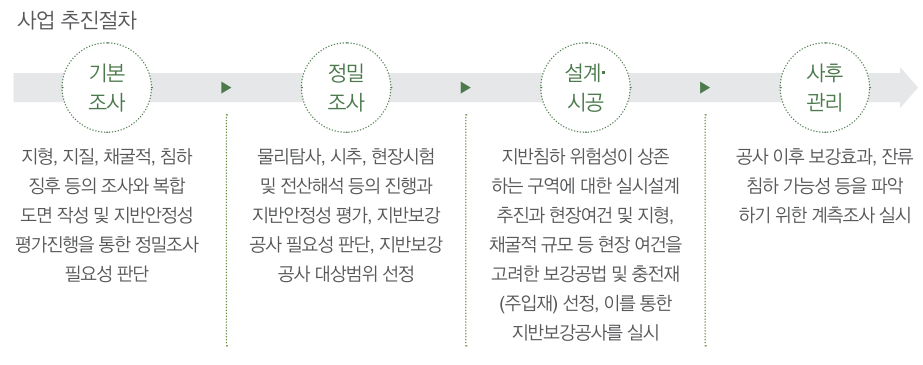 사업 추진절차
기본
조사
지형, 지질, 채굴적, 침하
징후 등의 조사와 복합
도면 작성 및 지반안정성
평가진행을 통한 정밀조사
필요성 판단
정밀
조사
물리탐사, 시추, 현장시험
및 전산해석 등의 진행과
지반안정성 평가, 지반보강
공사 필요성 판단, 지반보강
공사 대상범위 선정
설계·
시공
지반침하 위험성이 상존
하는 구역에 대한 실시설계
추진과 현장여건 및 지형,
채굴적 규모 등 현장 여건을
고려한 보강공법 및 충전재
(주입재) 선정, 이를 통한
지반보강공사를 실시
사후
관리
공사 이후 보강효과, 잔류
침하 가능성 등을 파악
하기 위한 계측조사 실시